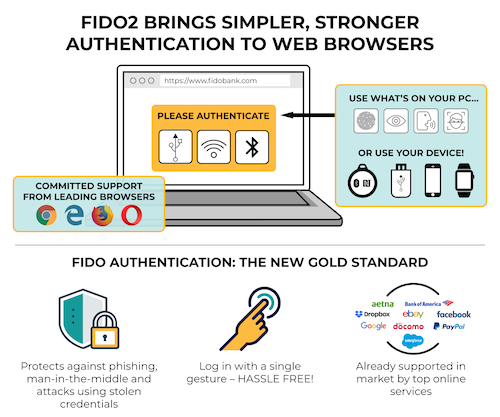 FIDO2 BRINGS SIMPLER, STRONGER
AUTHENTICATION TO WEB BROWSERS
https://www.fidobank.com
PLEASE AUTHENTICATE
USE WHAT'S ON YOUR PC...
OR USE YOUR DEVICE!
COMMITTED SUPPORT
FROM LEADING BROWSERS
FIDO AUTHENTICATION: THE NEW GOLD STANDARD
Protects against phishing,
man-in-the-middle and
attacks using stolen
credentials
Log in with a single
gesture – HASSLE FREE!
aetna Bank of America
Dropbox ebay facebook
Google döcomo PayPal
salesforce
Already supported in
market by top online
services